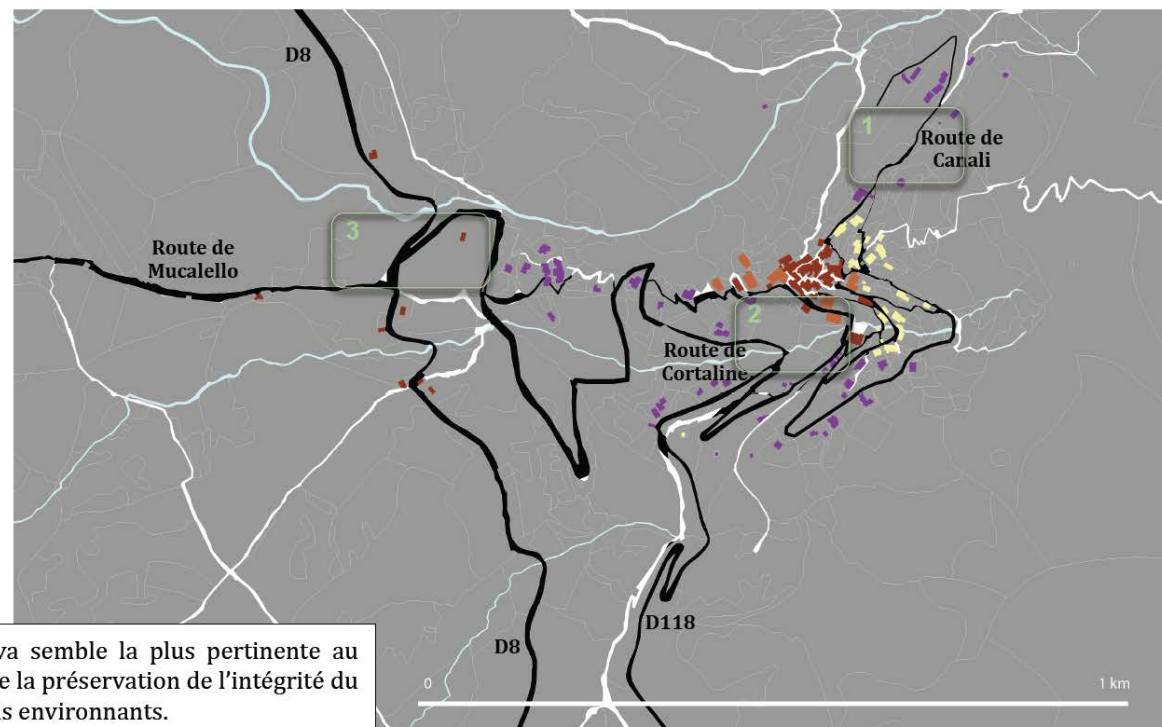 D8
1
Route de
Canali
3
Route de
Mucalello
2
Route de
Cortaline
D118
D8
va semble la plus pertinente au
e la préservation de l’intégrité du
s environnants.
0
1 km